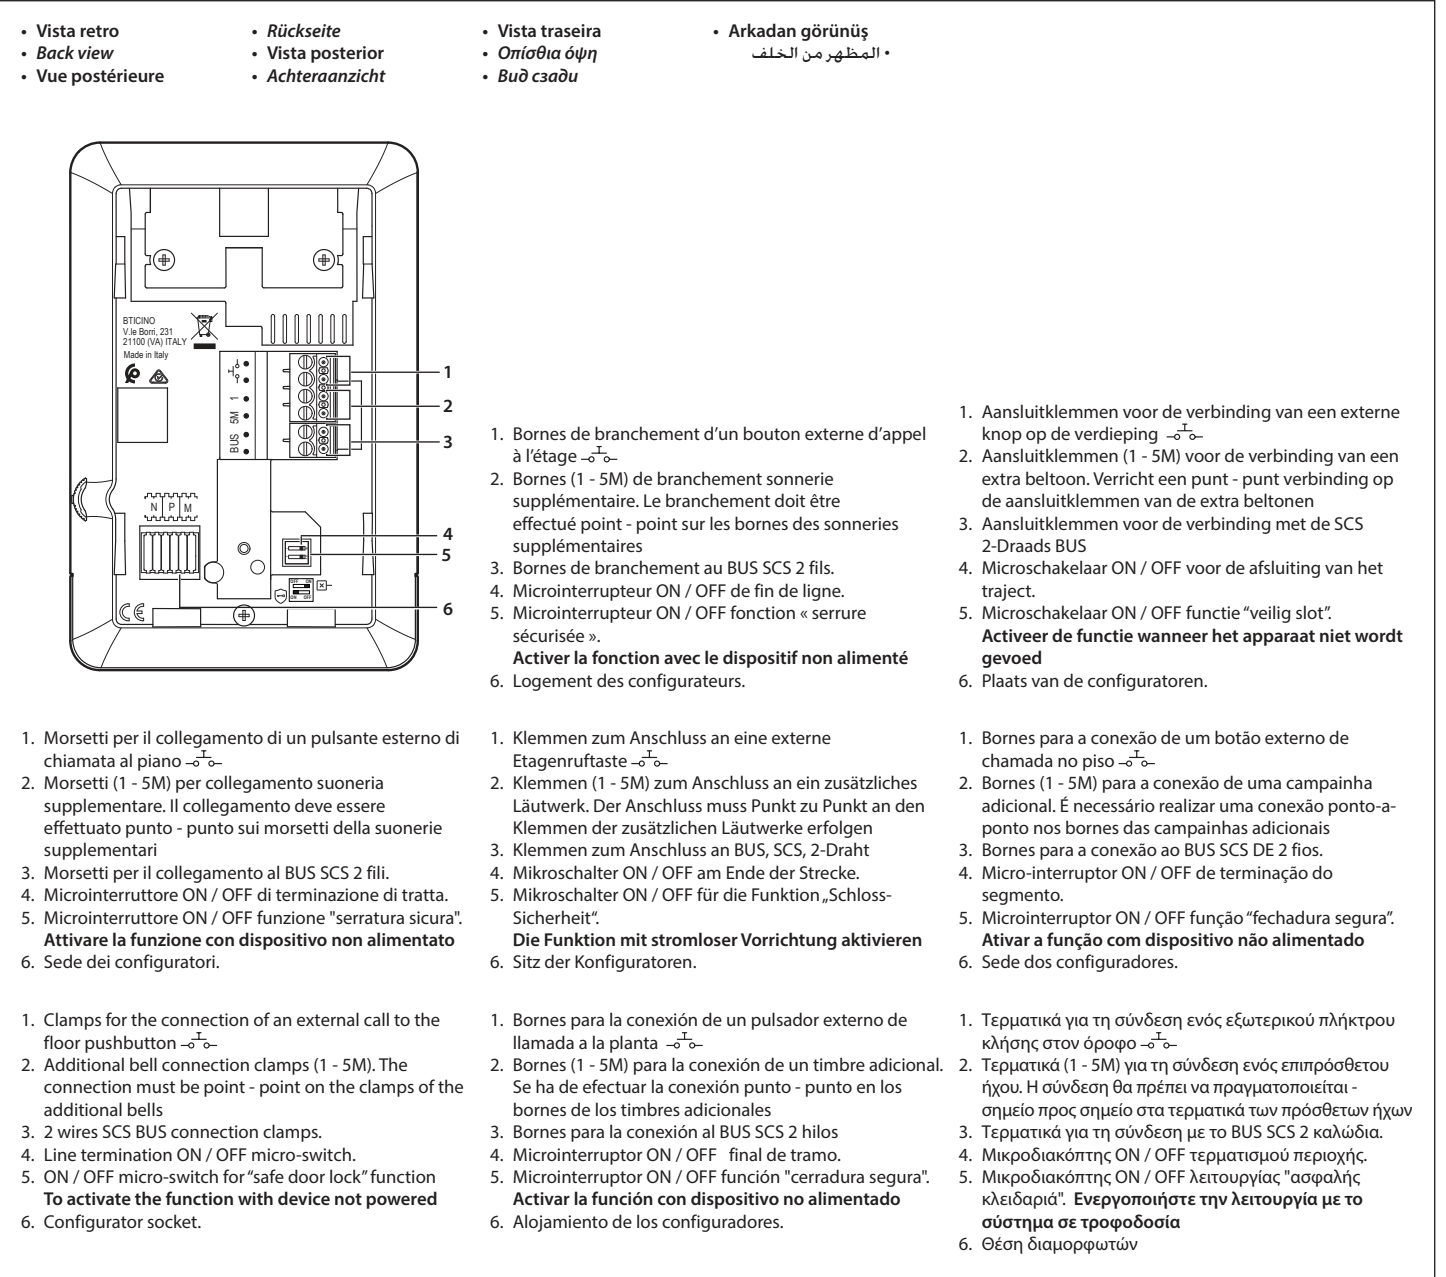 • Vista retro
• Back view
• Vue postérieure
• Rückseite
• Vista posterior
• Achteraanzicht
• Vista traseira
• Οπίσθια όψη
• Вид сзади
• Arkadan görünüş
• المظهر من الخلف
BTICINO
V.le Borri, 231
21100 (VA) ITALY
Made in Italy
1
5M
BUS
N P M
OFF ON
ON OFF
CE
1
2
3
4
5
6
1. Bornes de branchement d’un bouton externe d’appel
à l’étage
2. Bornes (1 - 5M) de branchement sonnerie
supplémentaire. Le branchement doit être
effectué point - point sur les bornes des sonneries
supplémentaires
3. Bornes de branchement au BUS SCS 2 fils.
4. Microinterrupteur ON / OFF de fin de ligne.
5. Microinterrupteur ON / OFF fonction « serrure
sécurisée ».
Activer la fonction avec le dispositif non alimenté
6. Logement des configurateurs.
1. Aansluitklemmen voor de verbinding van een externe
knop op de verdieping
2. Aansluitklemmen (1 - 5M) voor de verbinding van een
extra beltoon. Verricht een punt - punt verbinding op
de aansluitklemmen van de extra beltonen
3. Aansluitklemmen voor de verbinding met de SCS
2-Draads BUS
4. Microschakelaar ON / OFF voor de afsluiting van het
traject.
5. Microschakelaar ON / OFF functie “veilig slot”.
Activeer de functie wanneer het apparaat niet wordt
gevoed
6. Plaats van de configuratoren.
1. Morsetti per il collegamento di un pulsante esterno di
chiamata al piano
2. Morsetti (1 - 5M) per collegamento suoneria
supplementare. Il collegamento deve essere
effettuato punto - punto sui morsetti della suonerie
supplementari
3. Morsetti per il collegamento al BUS SCS 2 fili.
4. Microinterruttore ON / OFF di terminazione di tratta.
5. Microinterruttore ON / OFF funzione "serratura sicura".
Attivare la funzione con dispositivo non alimentato
6. Sede dei configuratori.
1. Klemmen zum Anschluss an eine externe
Etagenruftaste
2. Klemmen (1 - 5M) zum Anschluss an ein zusätzliches
Läutwerk. Der Anschluss muss Punkt zu Punkt an den
Klemmen der zusätzlichen Läutwerke erfolgen
3. Klemmen zum Anschluss an BUS, SCS, 2-Draht
4. Mikroschalter ON / OFF am Ende der Strecke.
5. Mikroschalter ON / OFF für die Funktion „Schloss-
Sicherheit“.
Die Funktion mit stromloser Vorrichtung aktivieren
6. Sitz der Konfiguratoren.
1. Bornes para a conexão de um botão externo de
chamada no piso
2. Bornes (1 - 5M) para a conexão de uma campainha
adicional. É necessário realizar uma conexão ponto-a-
ponto nos bornes das campainhas adicionais
3. Bornes para a conexão ao BUS SCS DE 2 fios.
4. Micro-interruptor ON / OFF de terminação do
segmento.
5. Microinterruptor ON / OFF função “fechadura segura”.
Ativar a função com dispositivo não alimentado
6. Sede dos configuradores.
1. Clamps for the connection of an external call to the
floor pushbutton
2. Additional bell connection clamps (1 - 5M). The
connection must be point - point on the clamps of the
additional bells
3. 2 wires SCS BUS connection clamps.
4. Line termination ON / OFF micro-switch.
5. ON / OFF micro-switch for “safe door lock” function
To activate the function with device not powered
6. Configurator socket.
1. Bornes para la conexión de un pulsador externo de
llamada a la planta
2. Bornes (1 - 5M) para la conexión de un timbre adicional.
Se ha de efectuar la conexión punto - punto en los
bornes de los timbres adicionales
3. Bornes para la conexión al BUS SCS 2 hilos
4. Microinterruptor ON / OFF final de tramo.
5. Microinterruptor ON / OFF función "cerradura segura".
Activar la función con dispositivo no alimentado
6. Alojamiento de los configuradores.
1. Τερματικά για τη σύνδεση ενός εξωτερικού πλήκτρου
κλήσης στον όροφο
2. Τερματικά (1 - 5M) για τη σύνδεση ενός επιπρόσθετου
ήχου. Η σύνδεση θα πρέπει να πραγματοποιείται -
σημείο προς σημείο στα τερματικά των πρόσθετων ήχων
3. Τερματικά για τη σύνδεση με το BUS SCS 2 καλώδια.
4. Μικροδιακόπτης ON / OFF τερματισμού περιοχής.
5. Μικροδιακόπτης ON / OFF λειτουργίας "ασφαλής
κλειδαριά". Ενεργοποιήστε την λειτουργία με το
σύστημα σε τροφοδοσία
6. Θέση διαμορφωτών